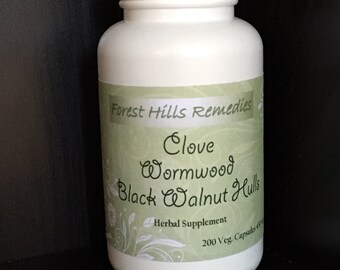 Forest Hills Remedies
Clove
Wormwood
Black Walnut Hulls
Herbal Supplement
200 Veg. Capsules